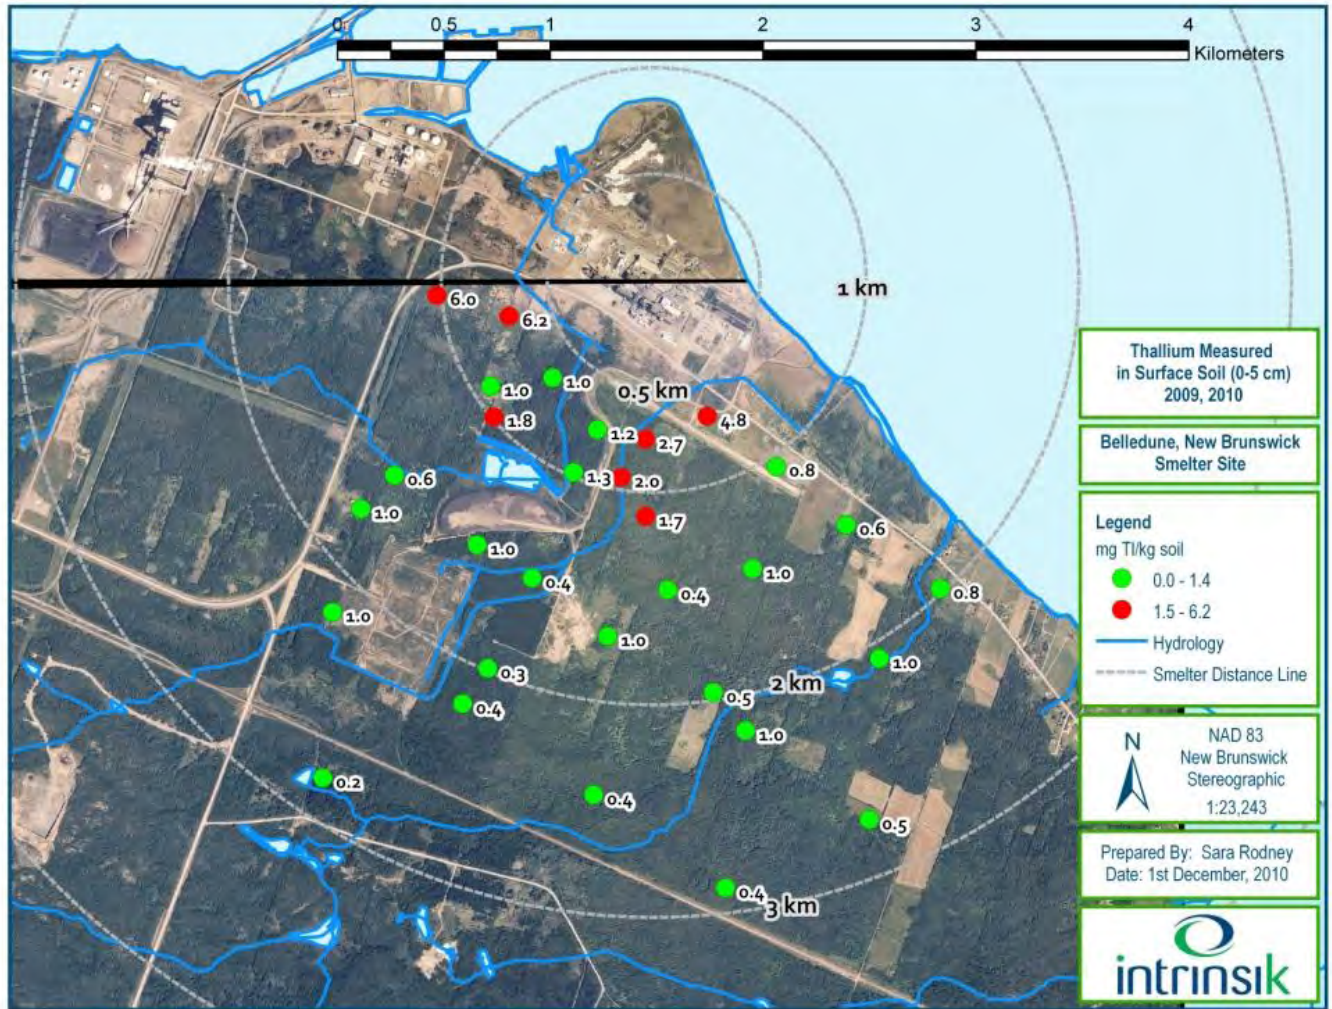 0 0.5 1 2 3 4
Kilometers
1 km
6.0
6.2
1.0
1.0
0.5 km
1.8
4.8
1.2
2.7
0.8
0.6
1.3
2.0
1.0
1.7
0.6
1.0
1.0
0.4
0.4
0.8
1.0
1.0
1.0
0.3
2 km
0.5
0.4
1.0
0.2
0.4
0.5
0.4
3 km
Thallium Measured
in Surface Soil (0-5 cm)
2009, 2010
Belledune, New Brunswick
Smelter Site
Legend
mg Tl/kg soil
0.0 - 1.4
1.5 - 6.2
Hydrology
Smelter Distance Line
N
NAD 83
New Brunswick
Stereographic
1:23,243
Prepared By: Sara Rodney
Date: 1st December, 2010
intrinsik